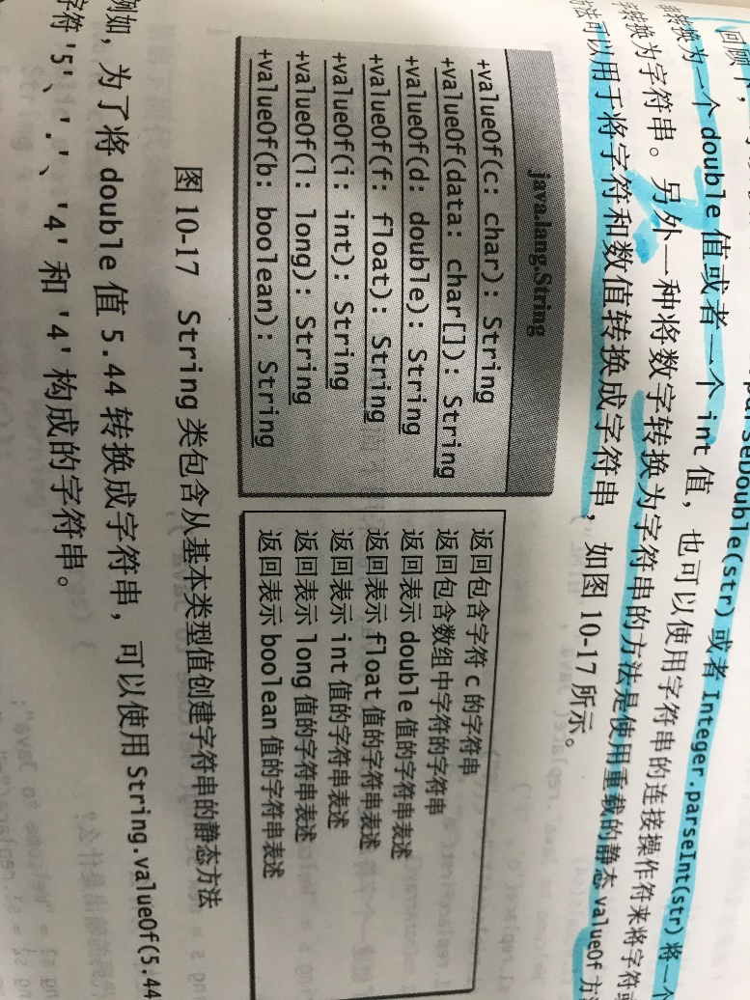 回顾下,
parseDouble(str) 或者 Integer.parseInt(str) 将一个
转换为一个 double 值或者一个 int 值,也可以使用字符串的连接操作符来将字符或
转换为字符串。另外一种将数字转换为字符串的方法是使用重载的静态 valueOf 方
法可以用于将字符和数值转换成字符串,如图 10-17 所示。
java.lang.String
+valueOf(c: char): String 返回包含字符 c 的字符串
+valueOf(data: char[]): String 返回包含数组中字符的字符串
+valueOf(d: double): String 返回表示 double 值的字符串表述
+valueOf(f: float): String 返回表示 float 值的字符串表述
+valueOf(i: int): String 返回表示 int 值的字符串表述
+valueOf(l: long): String 返回表示 long 值的字符串表述
+valueOf(b: boolean): String 返回表示 boolean 值的字符串表述
图 10-17 String 类包含从基本类型值创建字符串的静态方法
例如,为了将 double 值 5.44 转换成字符串,可以使用 String.valueOf(5.44
字符 '5'、'.'、'4' 和 '4' 构成的字符串。